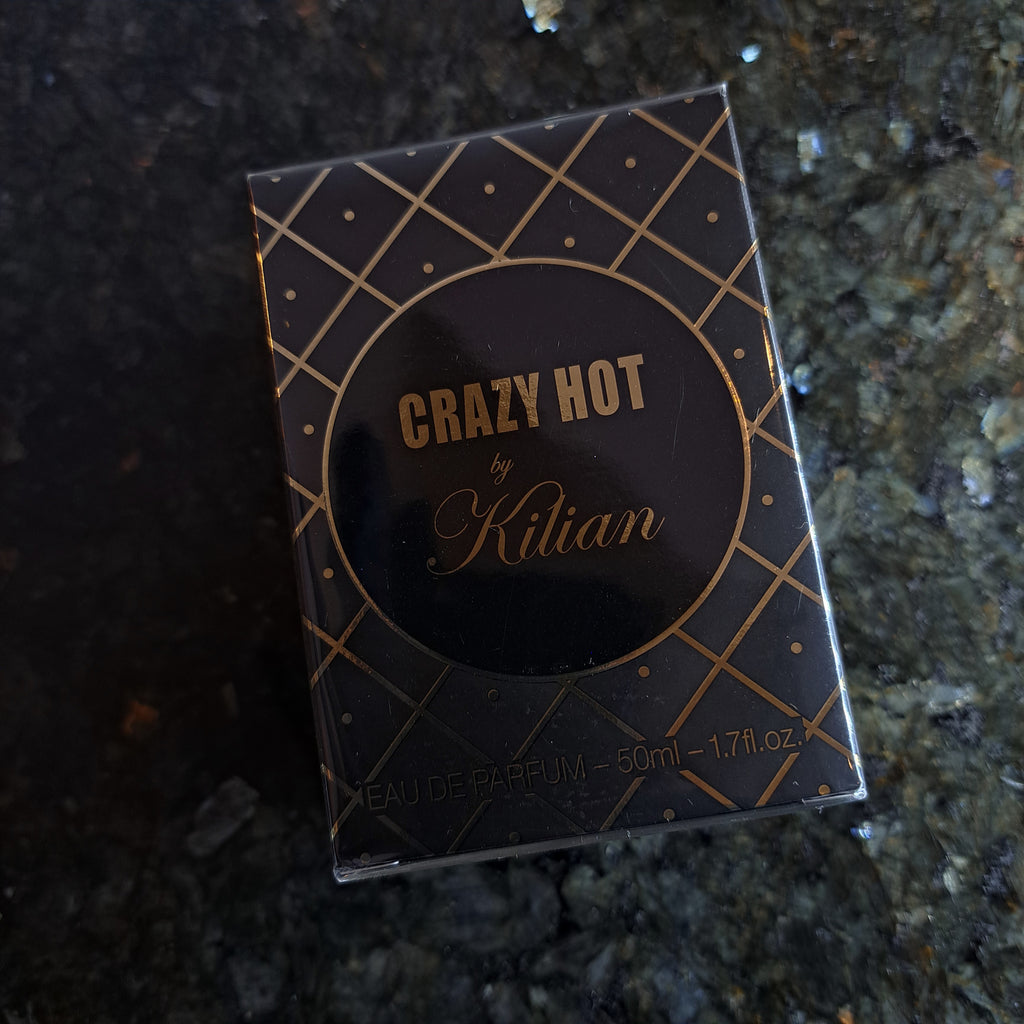 CRAZY HOT
by
Kilian
EAU DE PARFUM – 50ml – 1.7fl.oz.